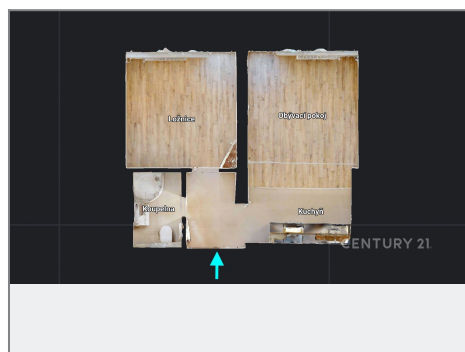 Ložnice
Obývací pokoj
Koupelna
Kuchyň
CENTURY 21